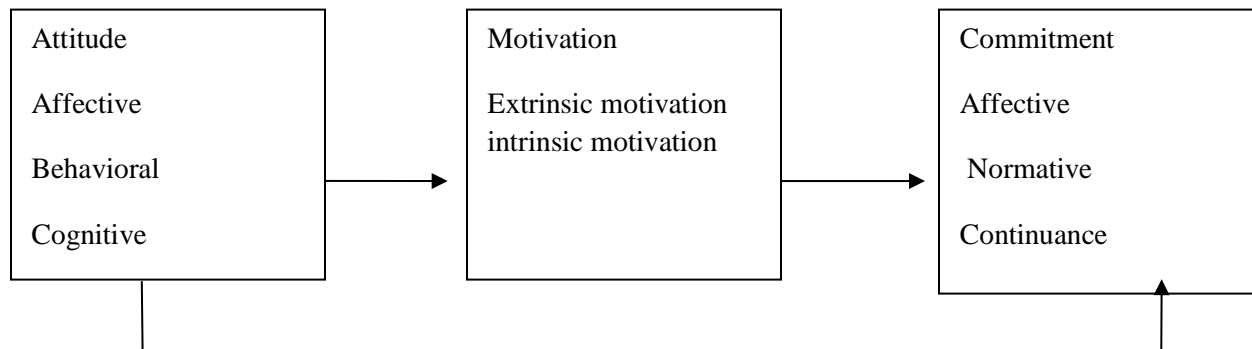 Attitude
Affective
Behavioral
Cognitive
Motivation
Extrinsic motivation
intrinsic motivation
Commitment
Affective
Normative
Continuance